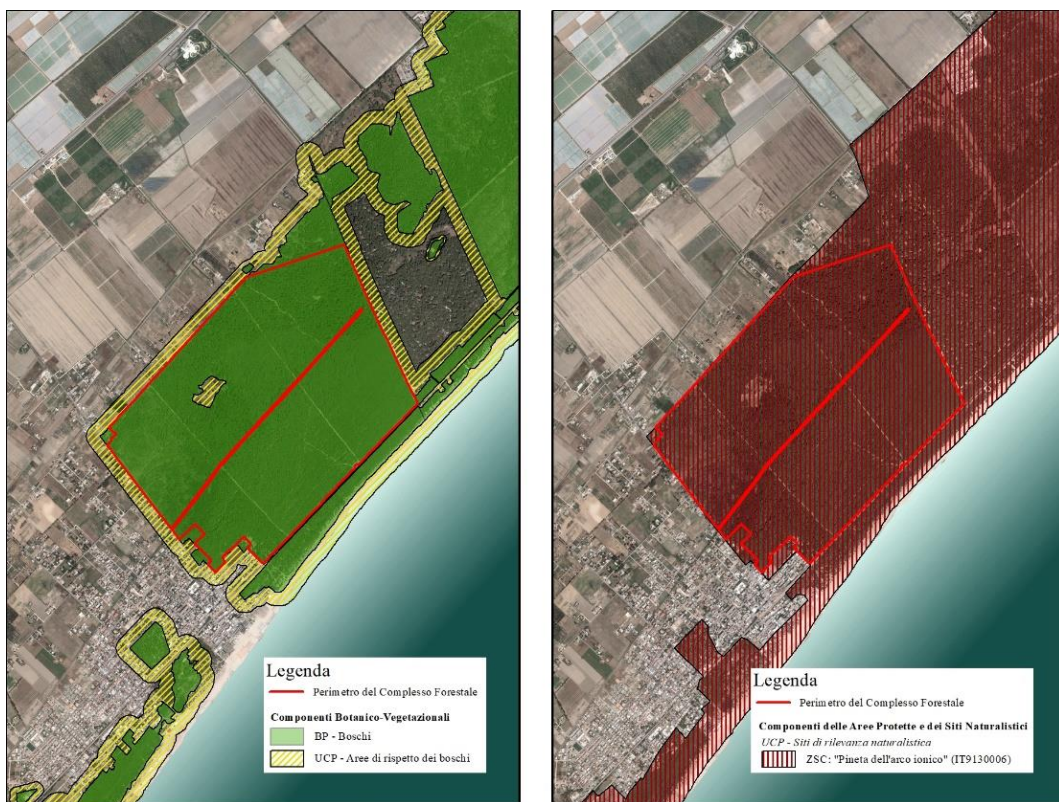 Legenda
Perimetro del Complesso Forestale
Componenti Botanico-Vegetazionali
BP - Boschi
UCP - Aree di rispetto dei boschi
Legenda
Perimetro del Complesso Forestale
Componenti delle Aree Protette e dei Siti Naturalistici
UCP - Siti di rilevanza naturalistica
ZSC: "Pineta dell'arco ionico" (IT9130006)